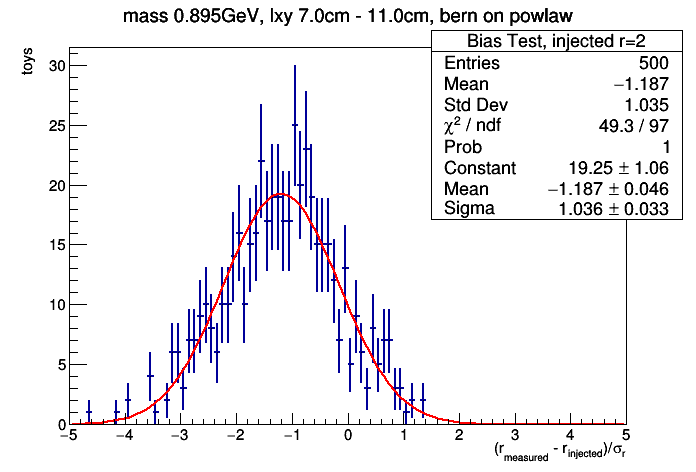 mass 0.895GeV, lxy 7.0cm - 11.0cm, bern on powlaw
toys
Bias Test, injected r=2
Entries 500
Mean −1.187
Std Dev 1.035
χ² / ndf 49.3 / 97
Prob 1
Constant 19.25 ± 1.06
Mean −1.187 ± 0.046
Sigma 1.036 ± 0.033
30
25
20
15
10
5
0
−5 −4 −3 −2 −1 0 1 2 3 4 5
(r_measured - r_injected)/σ_r